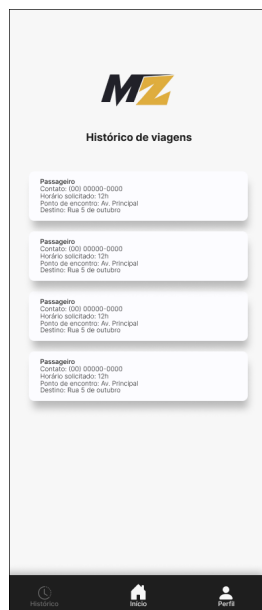 MZ
Histórico de viagens
Passageiro
Contato: (00) 00000-0000
Horário solicitado: 12h
Ponto de encontro: Av. Principal
Destino: Rua 5 de outubro
Passageiro
Contato: (00) 00000-0000
Horário solicitado: 12h
Ponto de encontro: Av. Principal
Destino: Rua 5 de outubro
Passageiro
Contato: (00) 00000-0000
Horário solicitado: 12h
Ponto de encontro: Av. Principal
Destino: Rua 5 de outubro
Passageiro
Contato: (00) 00000-0000
Horário solicitado: 12h
Ponto de encontro: Av. Principal
Destino: Rua 5 de outubro
Histórico Início Perfil